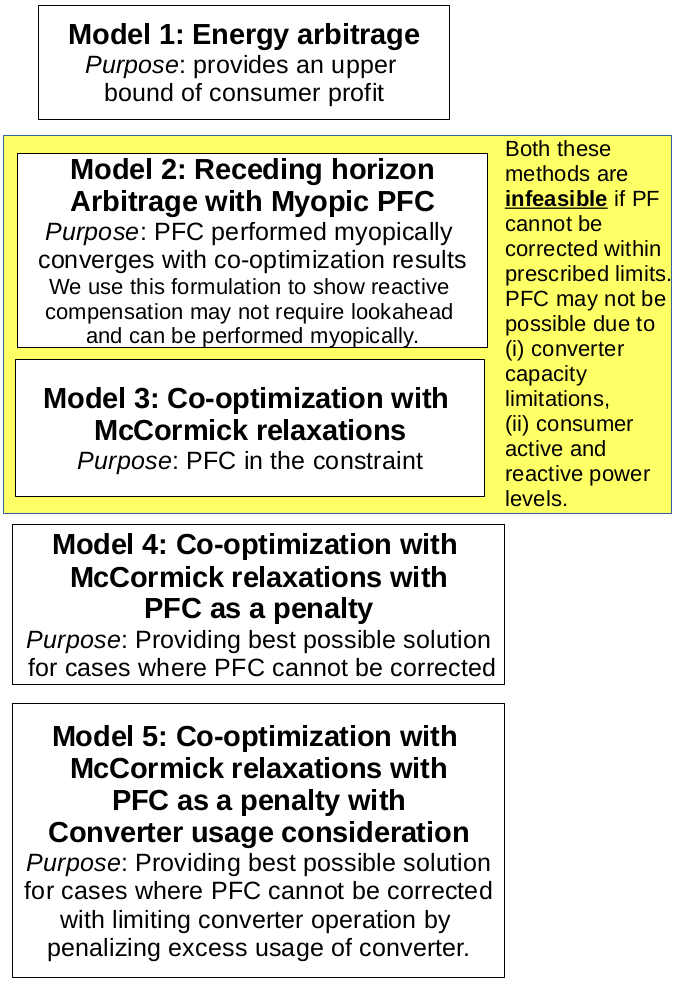 Model 1: Energy arbitrage
Purpose: provides an upper
bound of consumer profit
Model 2: Receding horizon
Arbitrage with Myopic PFC
Purpose: PFC performed myopically
converges with co-optimization results
We use this formulation to show reactive
compensation may not require lookahead
and can be performed myopically.
Model 3: Co-optimization with
McCormick relaxations
Purpose: PFC in the constraint
Both these
methods are
infeasible if PF
cannot be
corrected within
prescribed limits.
PFC may not be
possible due to
(i) converter
capacity
limitations,
(ii) consumer
active and
reactive power
levels.
Model 4: Co-optimization with
McCormick relaxations with
PFC as a penalty
Purpose: Providing best possible solution
for cases where PFC cannot be corrected
Model 5: Co-optimization with
McCormick relaxations with
PFC as a penalty with
Converter usage consideration
Purpose: Providing best possible solution
for cases where PFC cannot be corrected
with limiting converter operation by
penalizing excess usage of converter.